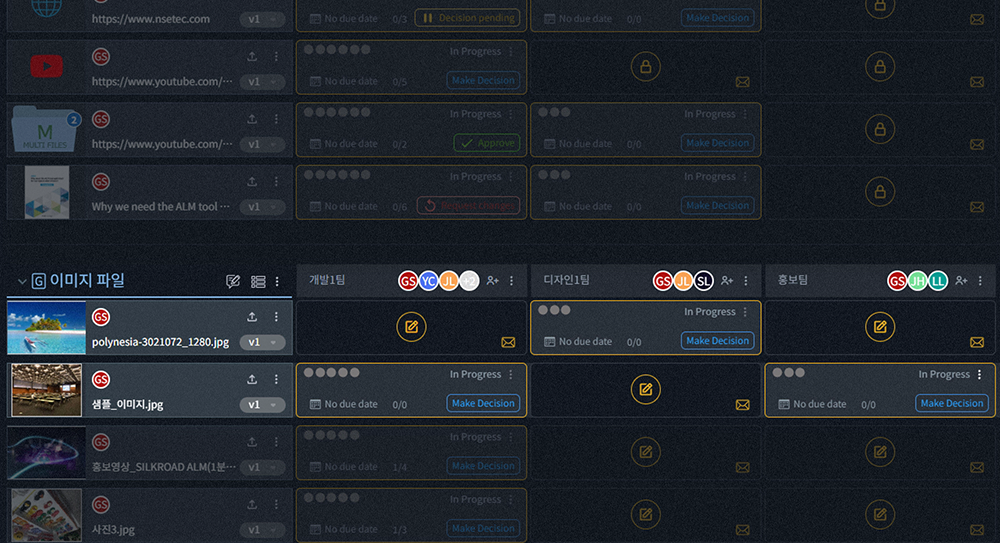 https://www.nsetec.com
v1
No due date 0/3 Decision pending
No due date 0/0 Make Decision
GS
In Progress
https://www.youtube.com/···
v1
No due date 0/5 Make Decision
2
M
MULTI FILES
GS
In Progress
In Progress
https://www.youtube.com/···
v1
No due date 0/2 Approve
No due date 0/0 Make Decision
GS
In Progress
In Progress
Why we need the ALM tool ···
v1
No due date 0/6 Request changes
No due date 0/0 Make Decision
G 이미지 파일
개발1팀 GS YC JL +2
디자인1팀 GS JL SL
홍보팀 GS JH LL
GS
In Progress
polynesia-3021072_1280.jpg
v1
No due date 0/0 Make Decision
GS
In Progress
In Progress
샘플_이미지.jpg
v1
No due date 0/0 Make Decision
No due date 0/0 Make Decision
GS
In Progress
홍보영상_SILKROAD ALM(1분···
v1
No due date 1/4 Make Decision
GS
In Progress
사진3.jpg
v1
No due date 1/3 Make Decision